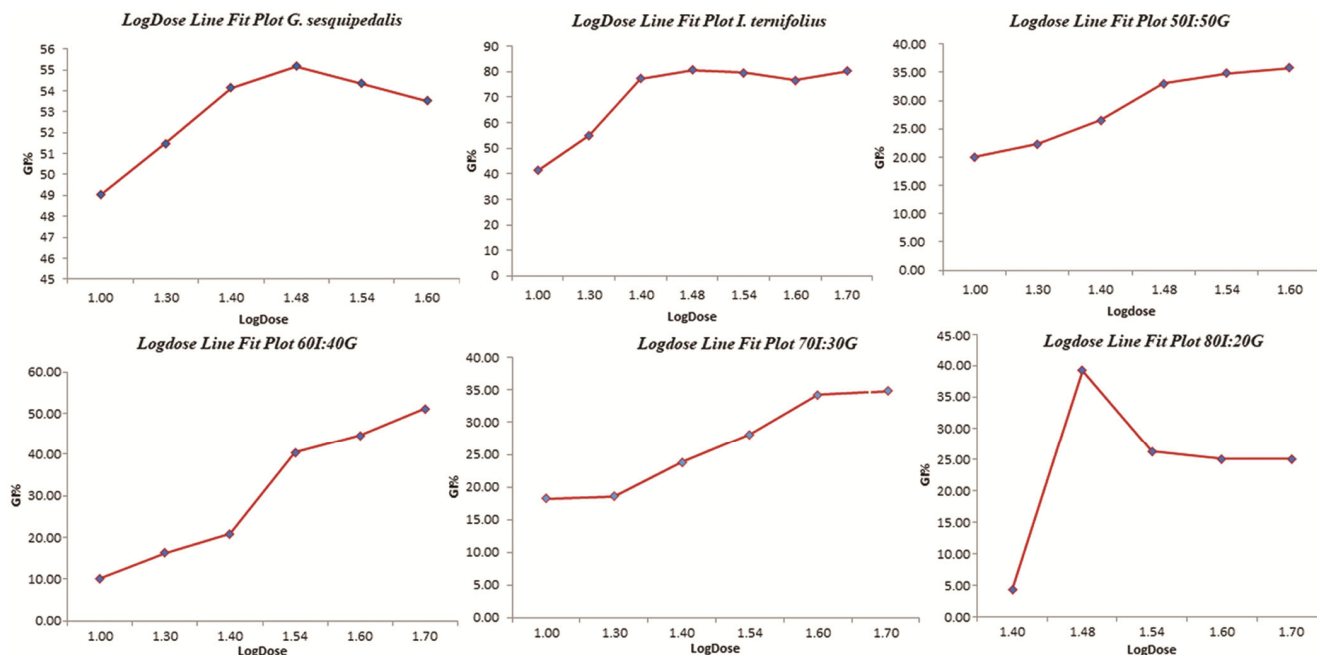 LogDose Line Fit Plot G. sesquipedalis
56
55
54
53
52
51
50
49
48
47
46
45
GI%
1.00 1.30 1.40 1.48 1.54 1.60
LogDose
LogDose Line Fit Plot I. ternifolius
90
80
70
60
50
40
30
20
10
0
GI%
1.00 1.30 1.40 1.48 1.54 1.60 1.70
LogDose
Logdose Line Fit Plot 50I:50G
40.00
35.00
30.00
25.00
20.00
15.00
10.00
5.00
0.00
GI%
1.00 1.30 1.40 1.48 1.54 1.60
Logdose
Logdose Line Fit Plot 60I:40G
60.00
50.00
40.00
30.00
20.00
10.00
0.00
GI%
1.00 1.30 1.40 1.54 1.60 1.70
LogDose
Logdose Line Fit Plot 70I:30G
40.00
35.00
30.00
25.00
20.00
15.00
10.00
5.00
0.00
GI%
1.00 1.30 1.40 1.54 1.60 1.70
LogDose
Logdose Line Fit Plot 80I:20G
45.00
40.00
35.00
30.00
25.00
20.00
15.00
10.00
5.00
0.00
GI%
1.40 1.48 1.54 1.60 1.70
LogDose